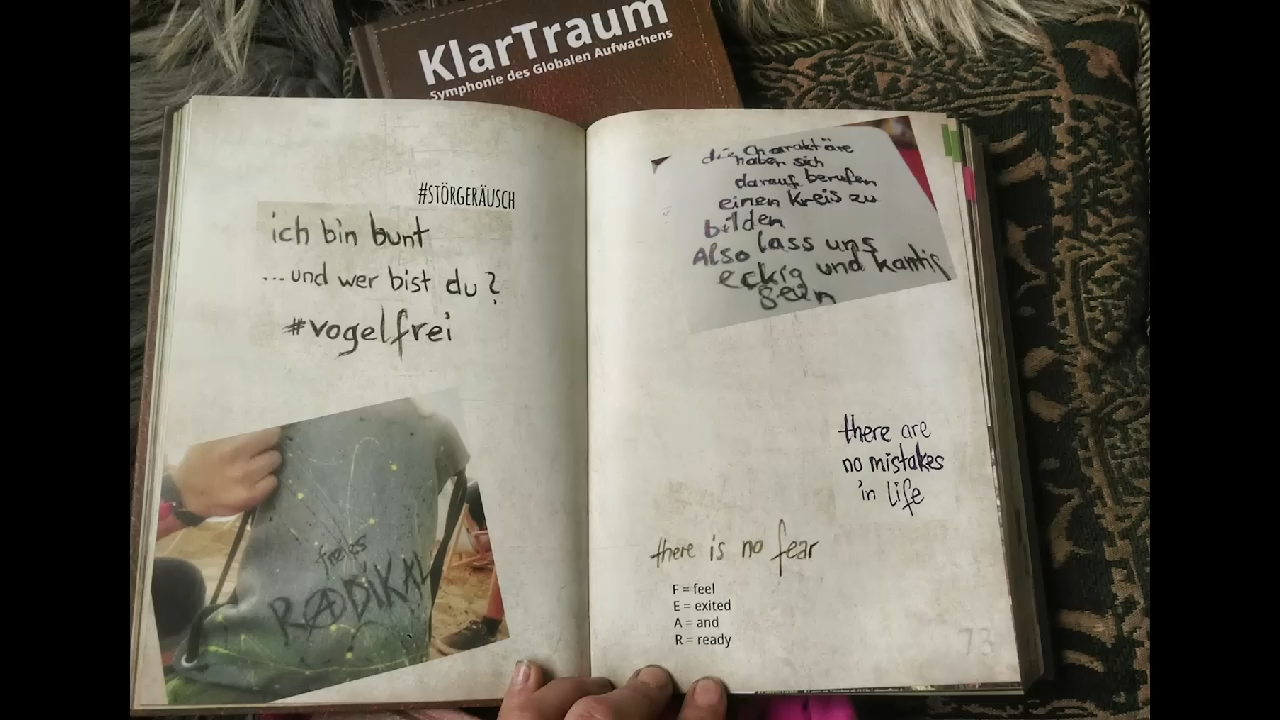 KlarTraum
Symphonie des Globalen Aufwachens
#STÖRGERÄUSCH
ich bin bunt
...und wer bist du?
#vogelfrei
freies
RADIKAL
die Charaktäre
haben sich
darauf berufen
einen Kreis zu
bilden
Also lass uns
eckig und kantig
sein
there are
no mistakes
in life
there is no fear
F = feel
E = exited
A = and
R = ready
73